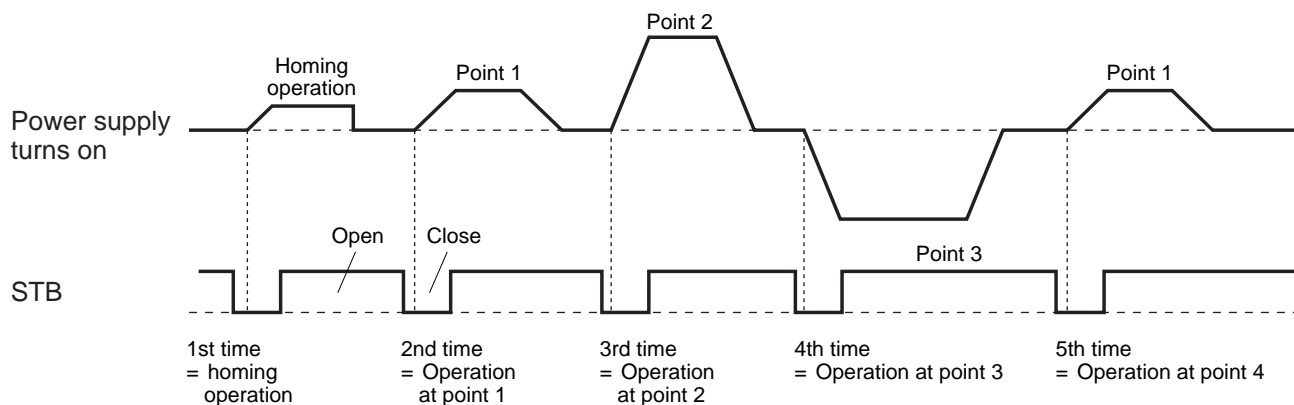 Point 2
Homing
operation
Point 1
Point 1
Power supply
turns on
Open
Close
Point 3
STB
1st time
= homing
operation
2nd time
= Operation
at point 1
3rd time
= Operation
at point 2
4th time
= Operation at point 3
5th time
= Operation at point 4